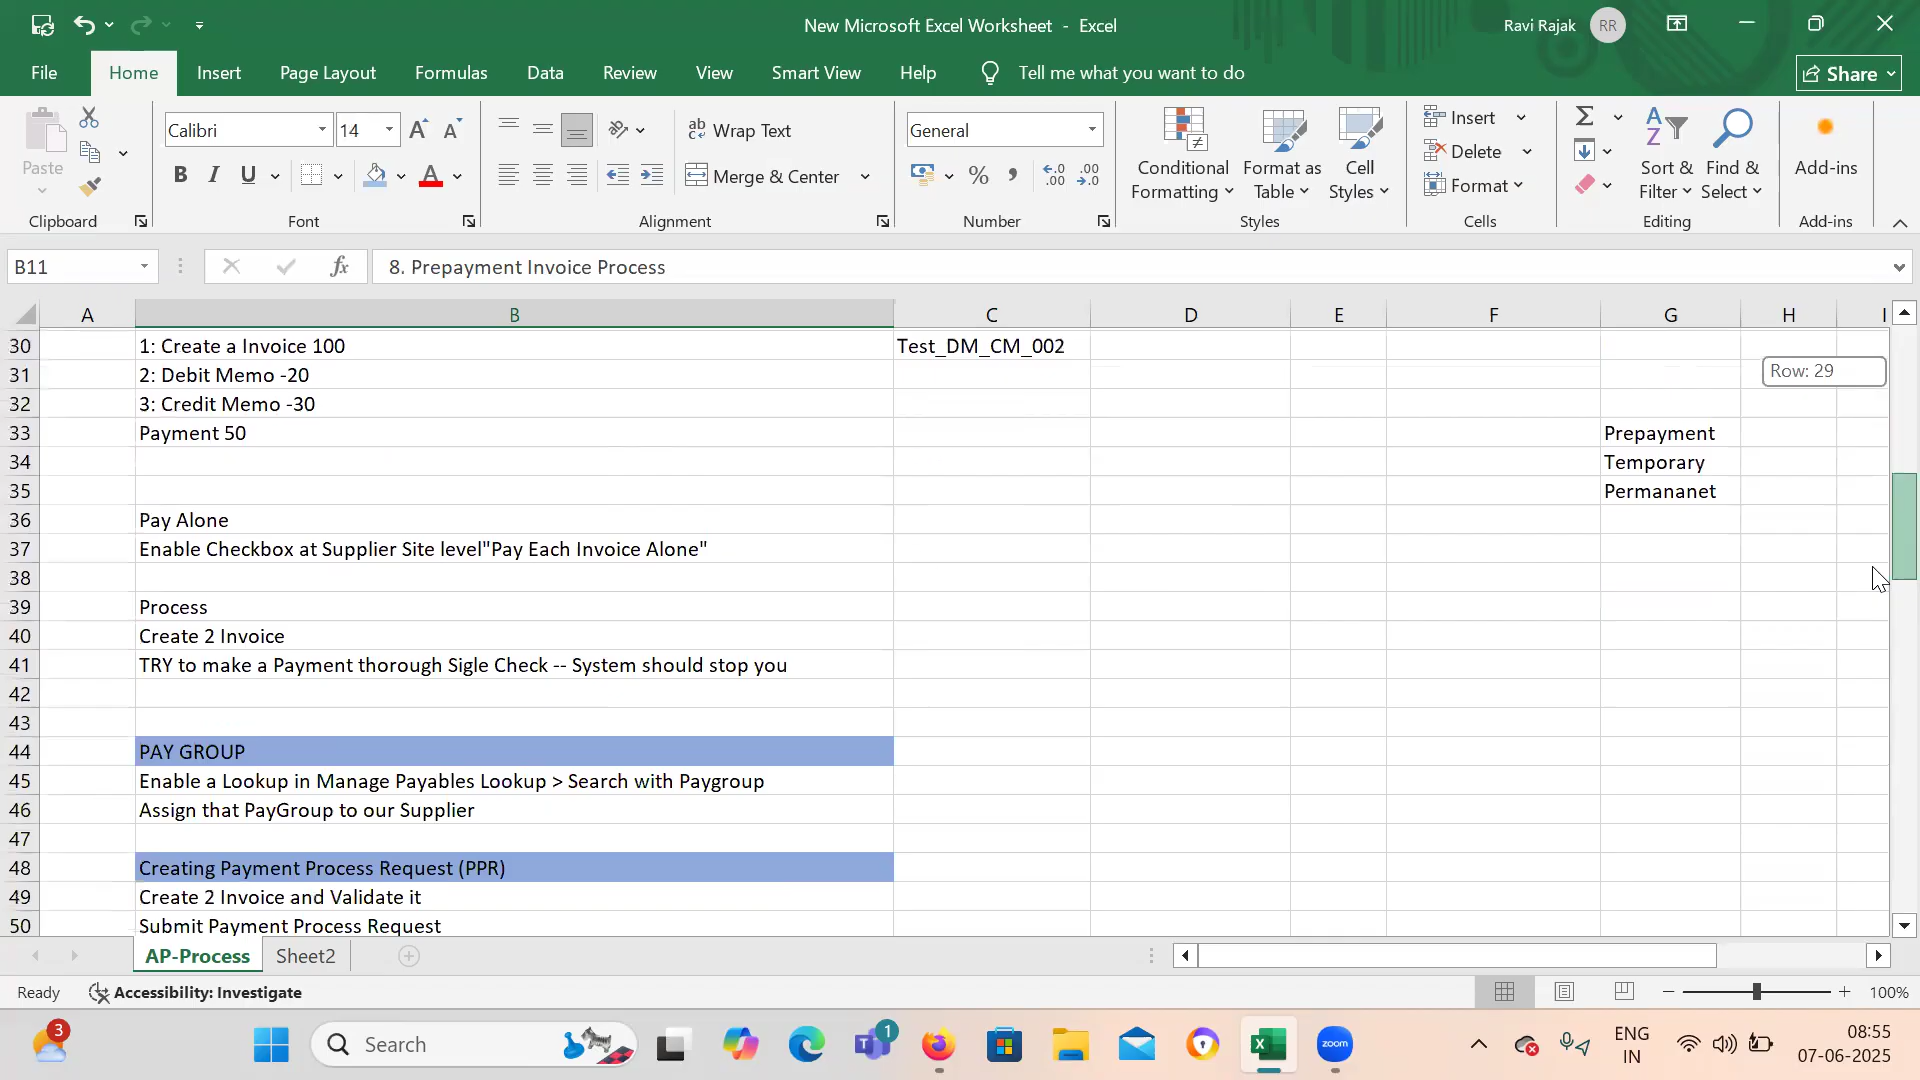 New Microsoft Excel Worksheet - Excel
Ravi Rajak
RR
File
Home
Insert
Page Layout
Formulas
Data
Review
View
Smart View
Help
Tell me what you want to do
Share
Paste
Clipboard
Calibri
14
B I U
Font
Wrap Text
Merge & Center
Alignment
General
Number
Conditional Formatting
Format as Table
Cell Styles
Styles
Insert
Delete
Format
Cells
Sort & Filter
Find & Select
Editing
Add-ins
Add-ins
B11
fx
8. Prepayment Invoice Process
A B C D E F G H I
30 1: Create a Invoice 100 Test_DM_CM_002
31 2: Debit Memo -20
Row: 29
32 3: Credit Memo -30
33 Payment 50 Prepayment
34 Temporary
35 Permananet
36 Pay Alone
37 Enable Checkbox at Supplier Site level"Pay Each Invoice Alone"
38
39 Process
40 Create 2 Invoice
41 TRY to make a Payment thorough Sigle Check -- System should stop you
42
43
44 PAY GROUP
45 Enable a Lookup in Manage Payables Lookup > Search with Paygroup
46 Assign that PayGroup to our Supplier
47
48 Creating Payment Process Request (PPR)
49 Create 2 Invoice and Validate it
50 Submit Payment Process Request
AP-Process
Sheet2
Ready
Accessibility: Investigate
100%
3
Search
1
zoom
ENG
IN
08:55
07-06-2025